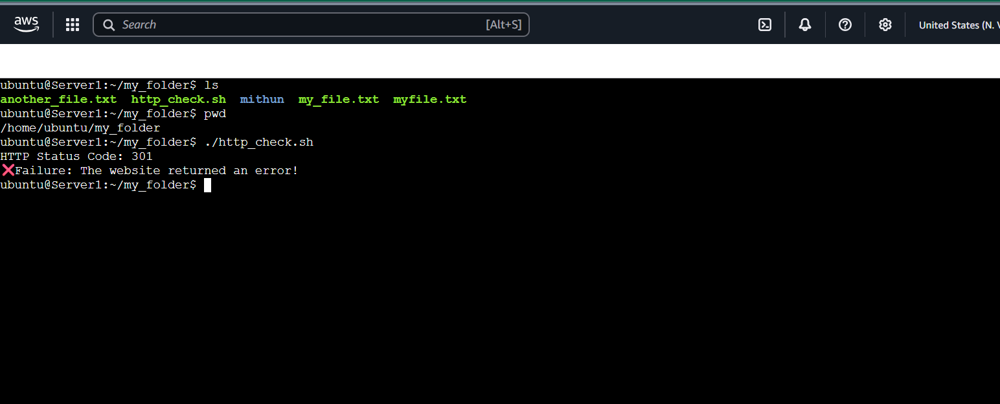 aws
Search [Alt+S]
United States (N. V
ubuntu@Server1:~/my_folder$ ls
another_file.txt  http_check.sh  mithun  my_file.txt  myfile.txt
ubuntu@Server1:~/my_folder$ pwd
/home/ubuntu/my_folder
ubuntu@Server1:~/my_folder$ ./http_check.sh
HTTP Status Code: 301
❌Failure: The website returned an error!
ubuntu@Server1:~/my_folder$